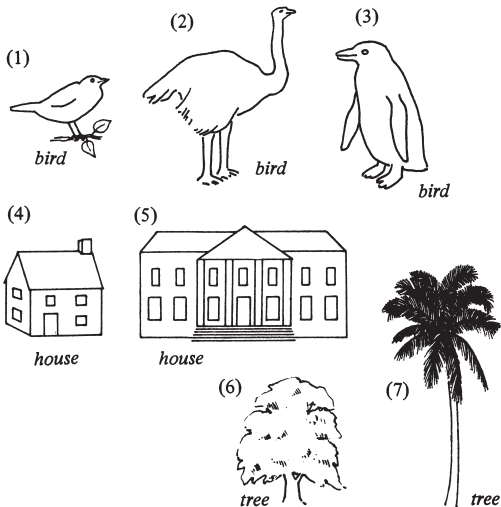 (1)
bird
(2)
bird
(3)
bird
(4)
house
(5)
house
(6)
tree
(7)
tree